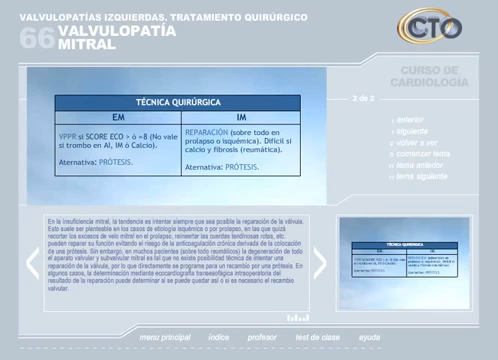 VALVULOPATÍAS IZQUIERDAS. TRATAMIENTO QUIRÚRGICO
66 VALVULOPATÍA
MITRAL
CTO
CURSO DE
CARDIOLOGÍA
2 de 2
TÉCNICA QUIRÚRGICA
EM
IM
VPPR si SCORE ECO > ó =8 (No vale
si trombo en AI, IM ó Calcio).
Aternativa: PRÓTESIS.
REPARACIÓN (sobre todo en
prolapso o isquémica). Difícil si
calcio y fibrosis (reumática).
Aternativa: PRÓTESIS.
anterior
siguiente
volver a ver
comenzar tema
tema anterior
tema siguiente
En la insuficiencia mitral, la tendencia es intentar siempre que sea posible la reparación de la válvula.
Esto suele ser planteable en los casos de etiología isquémica o por prolapso, en las que quizá
recortar los excesos de velo mitral en el prolapso, reinsertar las cuerdas tendinosas rotas, etc.
pueden reparar su función evitando el riesgo de la anticoagulación crónica derivada de la colocación
de una prótesis. Sin embargo, en muchos pacientes (sobre todo reumáticos) la degeneración de todo
el aparato valvular y subvalvular mitral es tal que no existe posibilidad técnica de intentar una
reparación de la válvula, por lo que directamente se programa para un recambio por una prótesis. En
algunos casos, la determinación mediante ecocardiografía transesofágica intraoperatoria del
resultado de la reparación puede determinar si se puede quedar así o si es necesario el recambio
valvular.
TÉCNICA QUIRÚRGICA
EM
IM
menu principal
índice
profesor
test de clase
ayuda